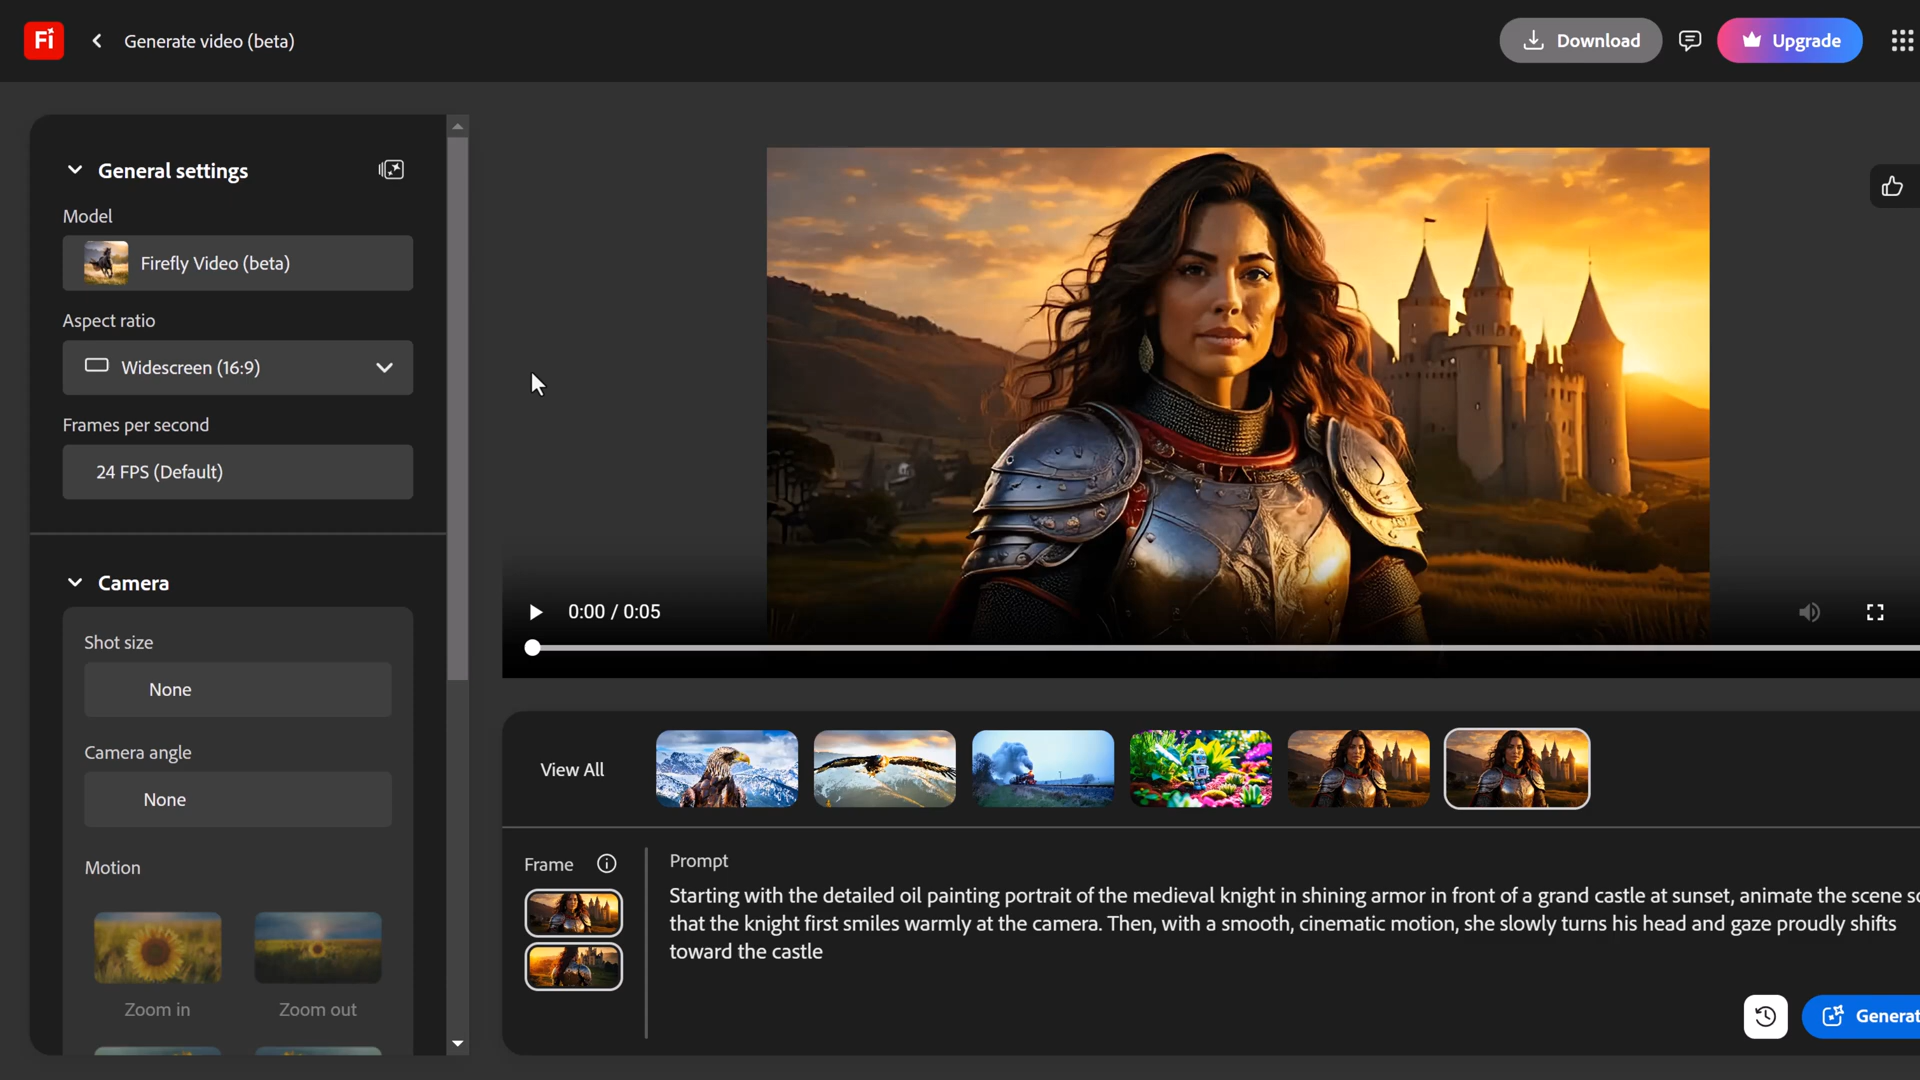 Fi
Generate video (beta)
Download
Upgrade
General settings
Model
Firefly Video (beta)
Aspect ratio
Widescreen (16:9)
Frames per second
24 FPS (Default)
Camera
Shot size
None
Camera angle
None
Motion
Zoom in
Zoom out
0:00 / 0:05
View All
Frame
Prompt
Starting with the detailed oil painting portrait of the medieval knight in shining armor in front of a grand castle at sunset, animate the scene so
that the knight first smiles warmly at the camera. Then, with a smooth, cinematic motion, she slowly turns his head and gaze proudly shifts
toward the castle
Generat